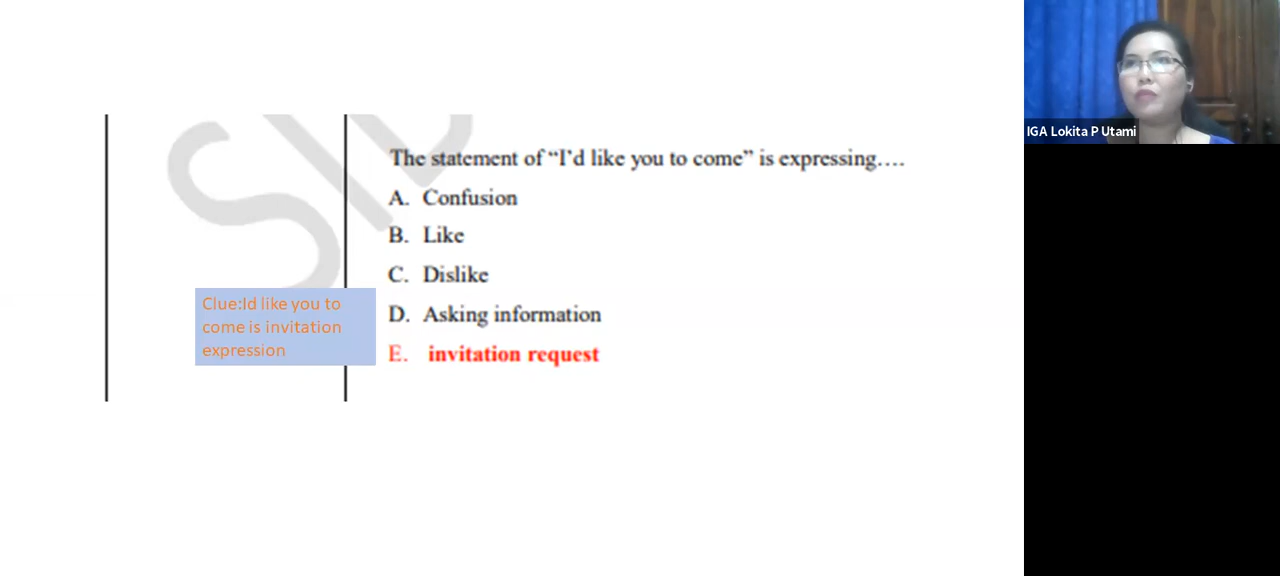 The statement of “I’d like you to come” is expressing….
A. Confusion
B. Like
C. Dislike
D. Asking information
E. invitation request
Clue:Id like you to
come is invitation
expression
IGA Lokita P Utami